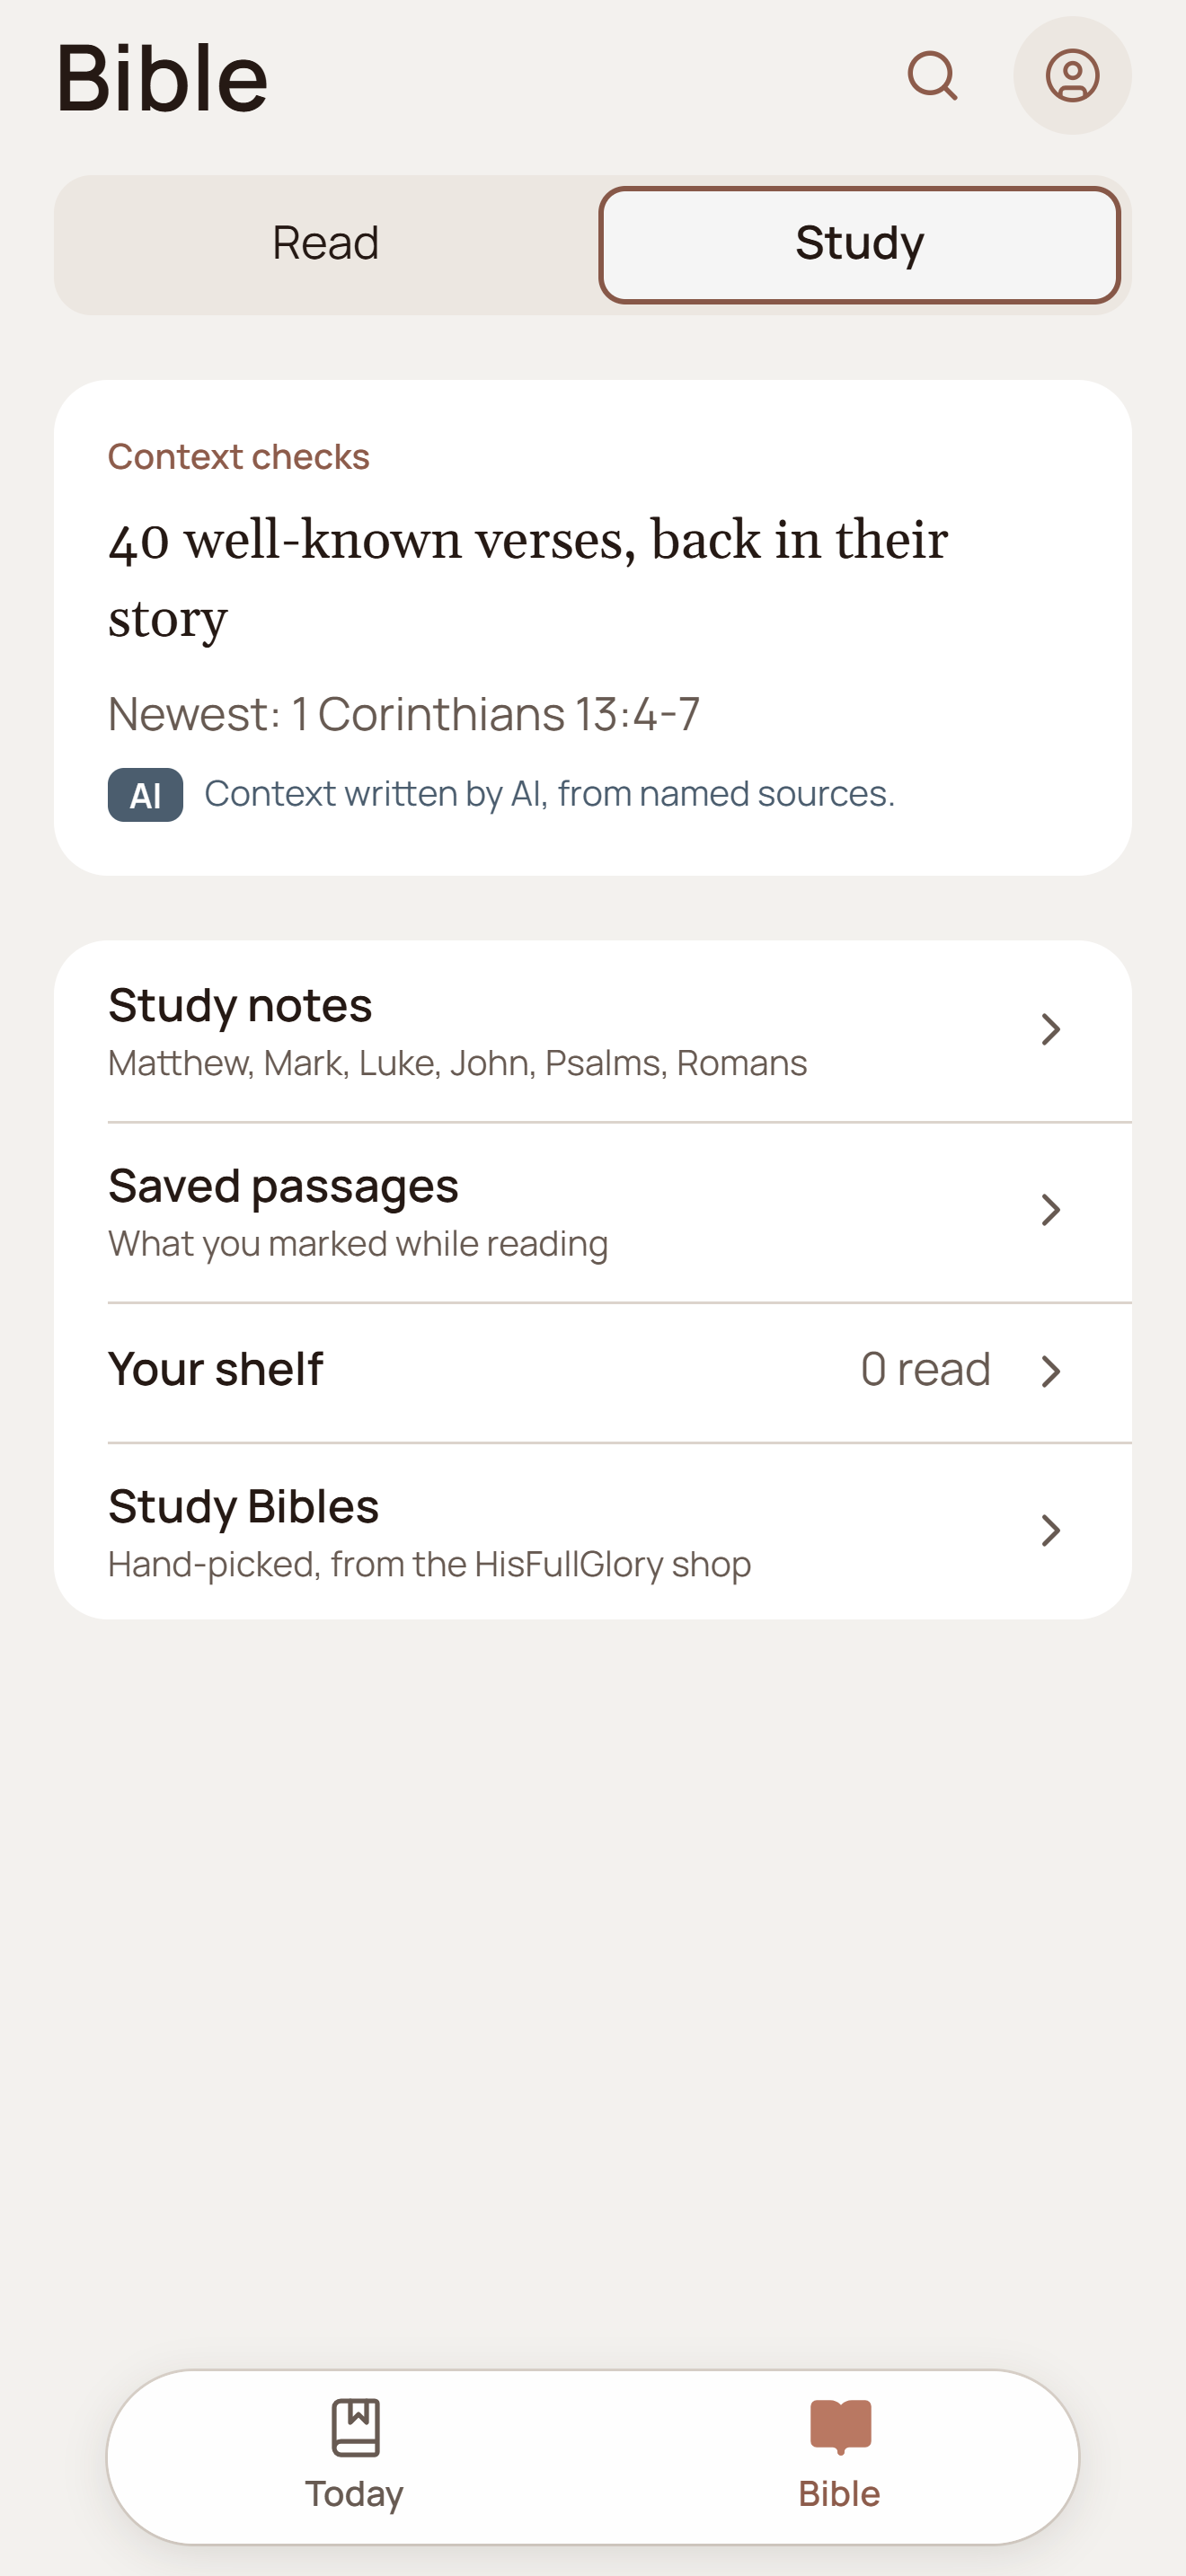 Bible
Read
Study
Context checks
40 well-known verses, back in their
story
Newest: 1 Corinthians 13:4-7
AI Context written by AI, from named sources.
Study notes
Matthew, Mark, Luke, John, Psalms, Romans
Saved passages
What you marked while reading
Your shelf
0 read
Study Bibles
Hand-picked, from the HisFullGlory shop
Today
Bible